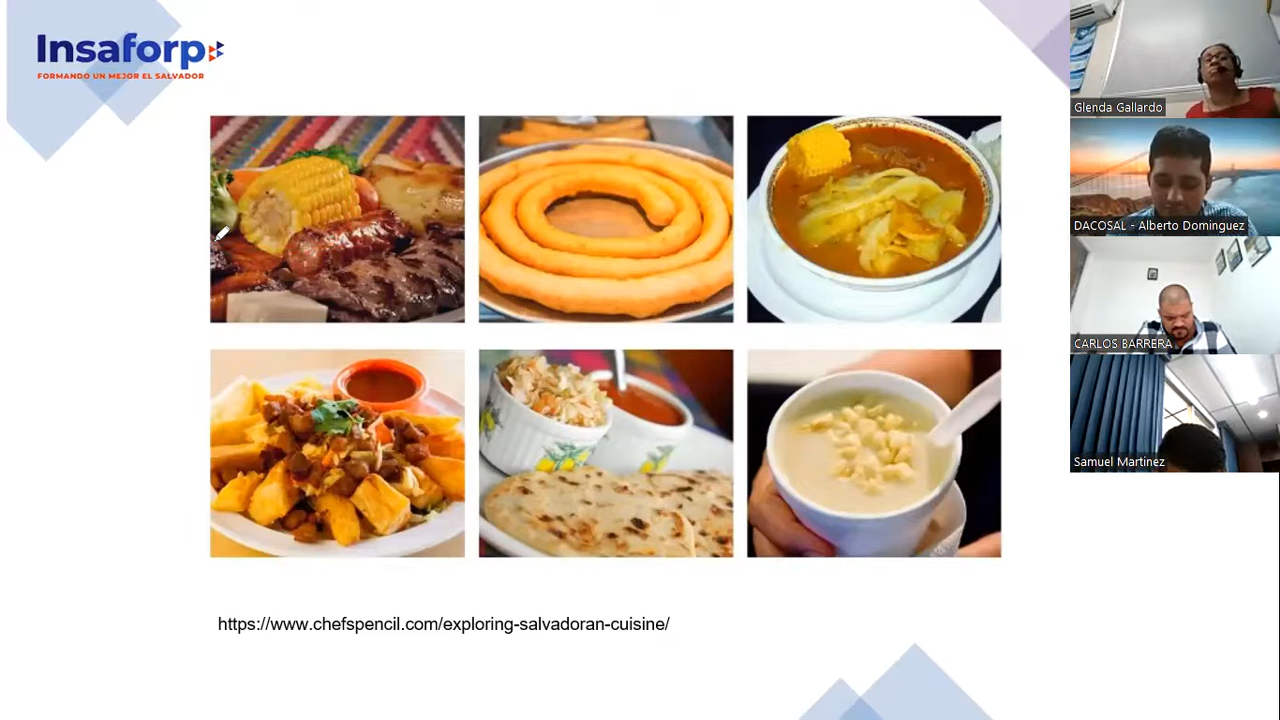 Insaforp
FORMANDO UN MEJOR EL SALVADOR
https://www.chefspencil.com/exploring-salvadoran-cuisine/
Glenda Gallardo
DACOSAL - Alberto Dominguez
CARLOS BARRERA
Samuel Martinez